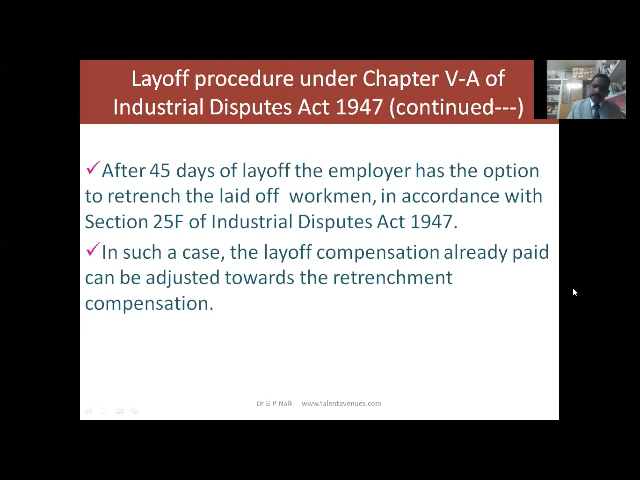 Layoff procedure under Chapter V-A of
Industrial Disputes Act 1947 (continued---)
✓After 45 days of layoff the employer has the option
to retrench the laid off workmen, in accordance with
Section 25F of Industrial Disputes Act 1947.
✓In such a case, the layoff compensation already paid
can be adjusted towards the retrenchment
compensation.
Dr G P Naik www.talentavenues.com